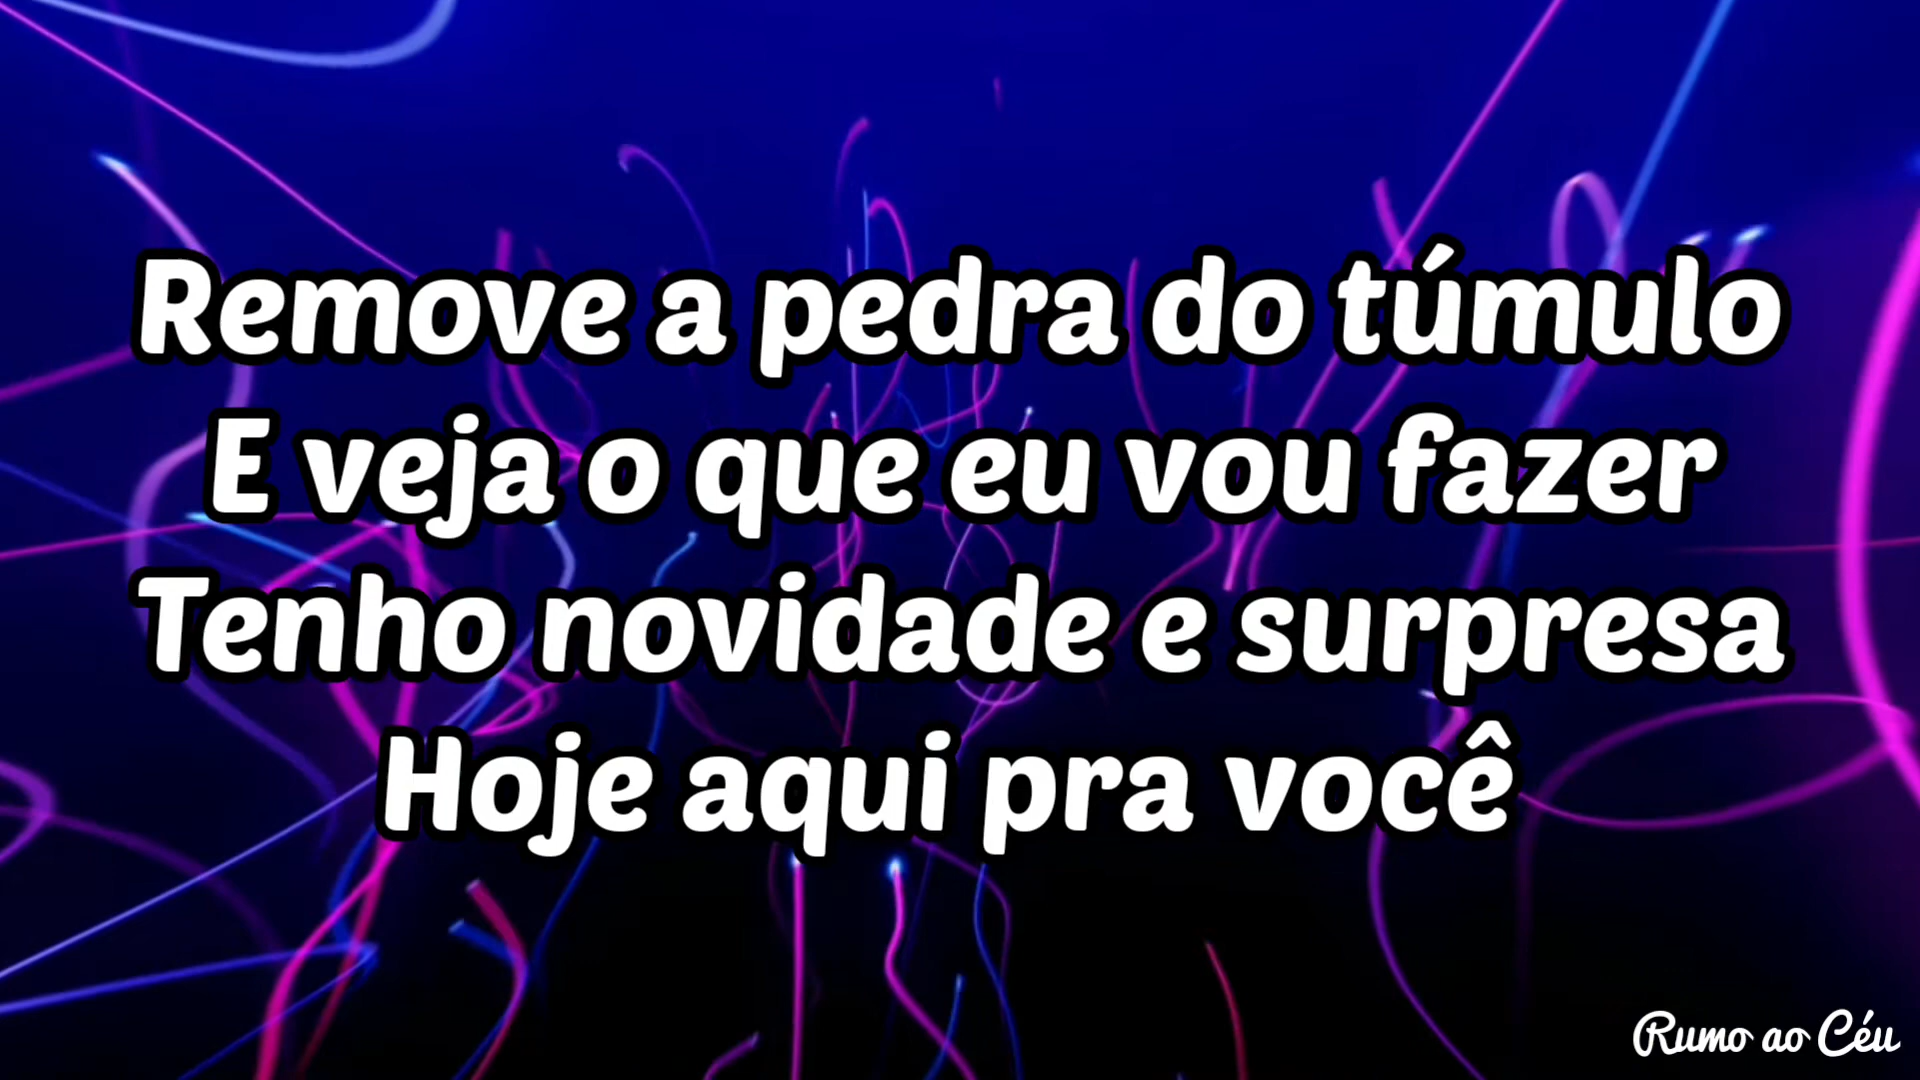 Remove a pedra do túmulo
E veja o que eu vou fazer
Tenho novidade e surpresa
Hoje aqui pra você
Rumo ao Céu